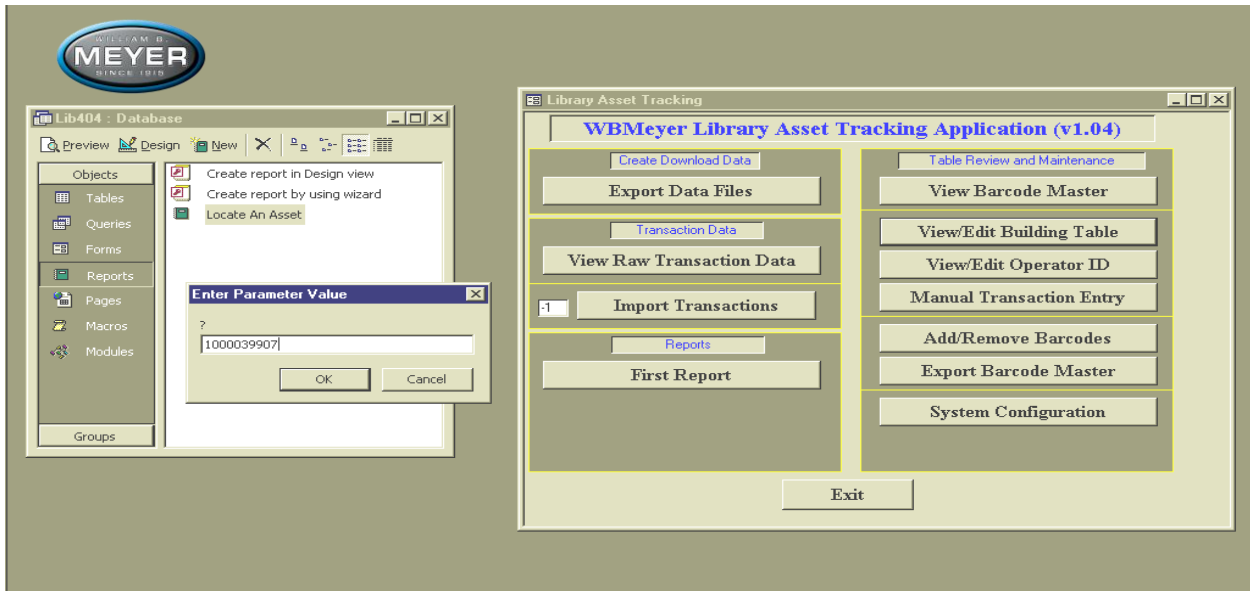 WILLIAM B.
MEYER
SINCE 1915
Lib404 : Database
Preview Design New
Objects
Tables
Queries
Forms
Reports
Pages
Macros
Modules
Groups
Create report in Design view
Create report by using wizard
Locate An Asset
Enter Parameter Value
?
1000039907
OK Cancel
Library Asset Tracking
WBMeyer Library Asset Tracking Application (v1.04)
Create Download Data
Export Data Files
Transaction Data
View Raw Transaction Data
-1 Import Transactions
Reports
First Report
Table Review and Maintenance
View Barcode Master
View/Edit Building Table
View/Edit Operator ID
Manual Transaction Entry
Add/Remove Barcodes
Export Barcode Master
System Configuration
Exit